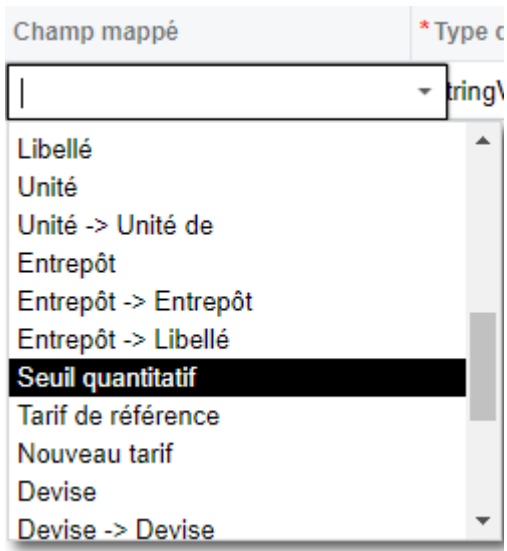 Champ mappé * Type d
tringV
Libellé
Unité
Unité -> Unité de
Entrepôt
Entrepôt -> Entrepôt
Entrepôt -> Libellé
Seuil quantitatif
Tarif de référence
Nouveau tarif
Devise
Devise -> Devise